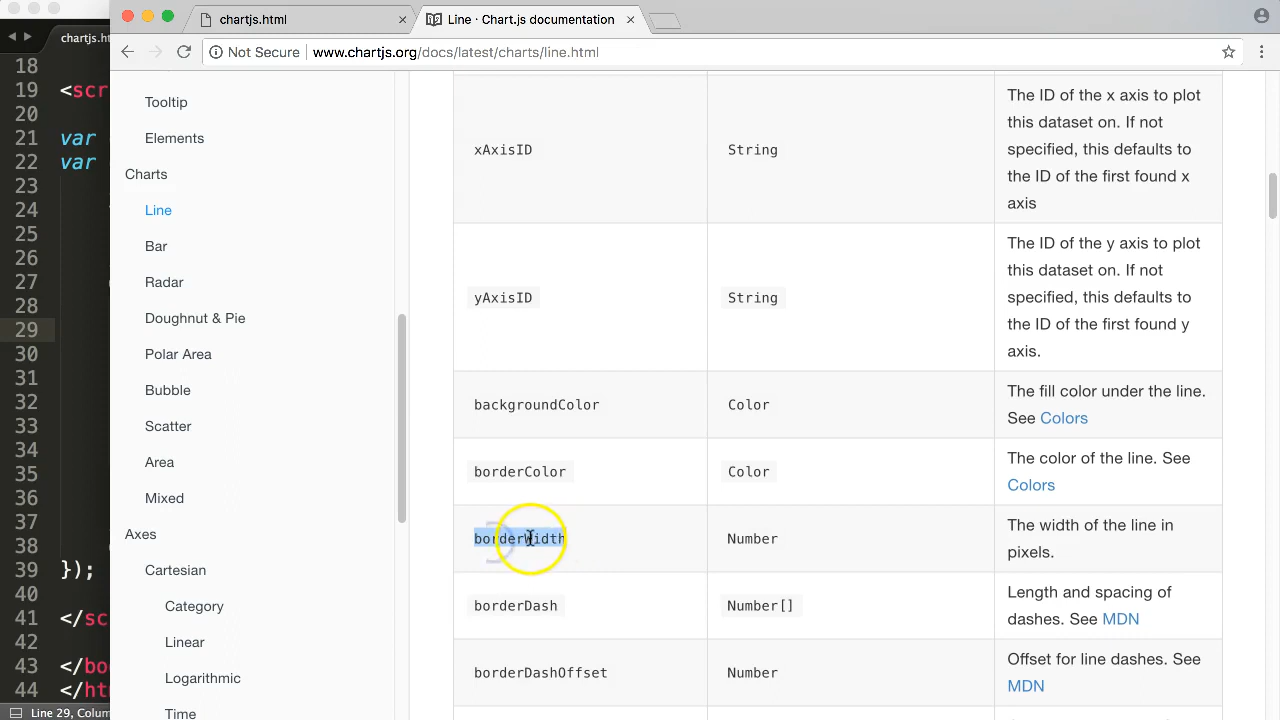 chartjs.html
Line · Chart.js documentation
Not Secure
www.chartjs.org/docs/latest/charts/line.html
chartjs.ht
18
19 <scr
20
21 var
22 var
23
24
25
26
27
28
29
30
31
32
33
34
35
36
37
38
39 });
40
41 </sc
42
43 </bo
44 </ht
Line 29, Colum
Tooltip
Elements
Charts
Line
Bar
Radar
Doughnut & Pie
Polar Area
Bubble
Scatter
Area
Mixed
Axes
Cartesian
Category
Linear
Logarithmic
Time
xAxisID
String
The ID of the x axis to plot
this dataset on. If not
specified, this defaults to
the ID of the first found x
axis
yAxisID
String
The ID of the y axis to plot
this dataset on. If not
specified, this defaults to
the ID of the first found y
axis.
backgroundColor
Color
The fill color under the line.
See Colors
borderColor
Color
The color of the line. See
Colors
borderWidth
Number
The width of the line in
pixels.
borderDash
Number[]
Length and spacing of
dashes. See MDN
borderDashOffset
Number
Offset for line dashes. See
MDN